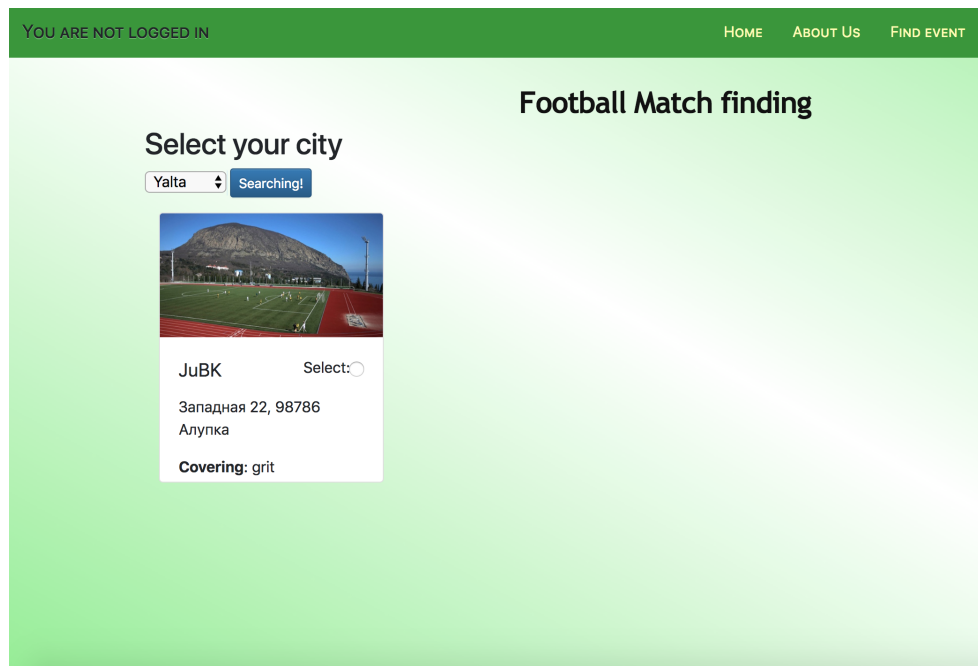 You are not logged in
Home
About Us
Find event
Football Match finding
Select your city
Yalta
Searching!
JuBK
Select:
Западная 22, 98786
Алупка
Covering: grit